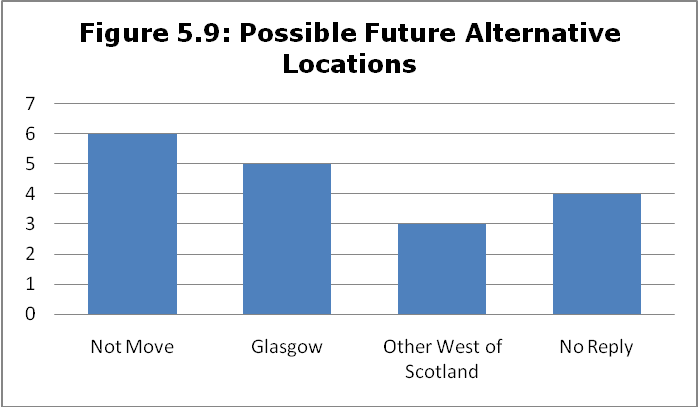 Figure 5.9: Possible Future Alternative
Locations
7
6
5
4
3
2
1
0
Not Move
Glasgow
Other West of
Scotland
No Reply